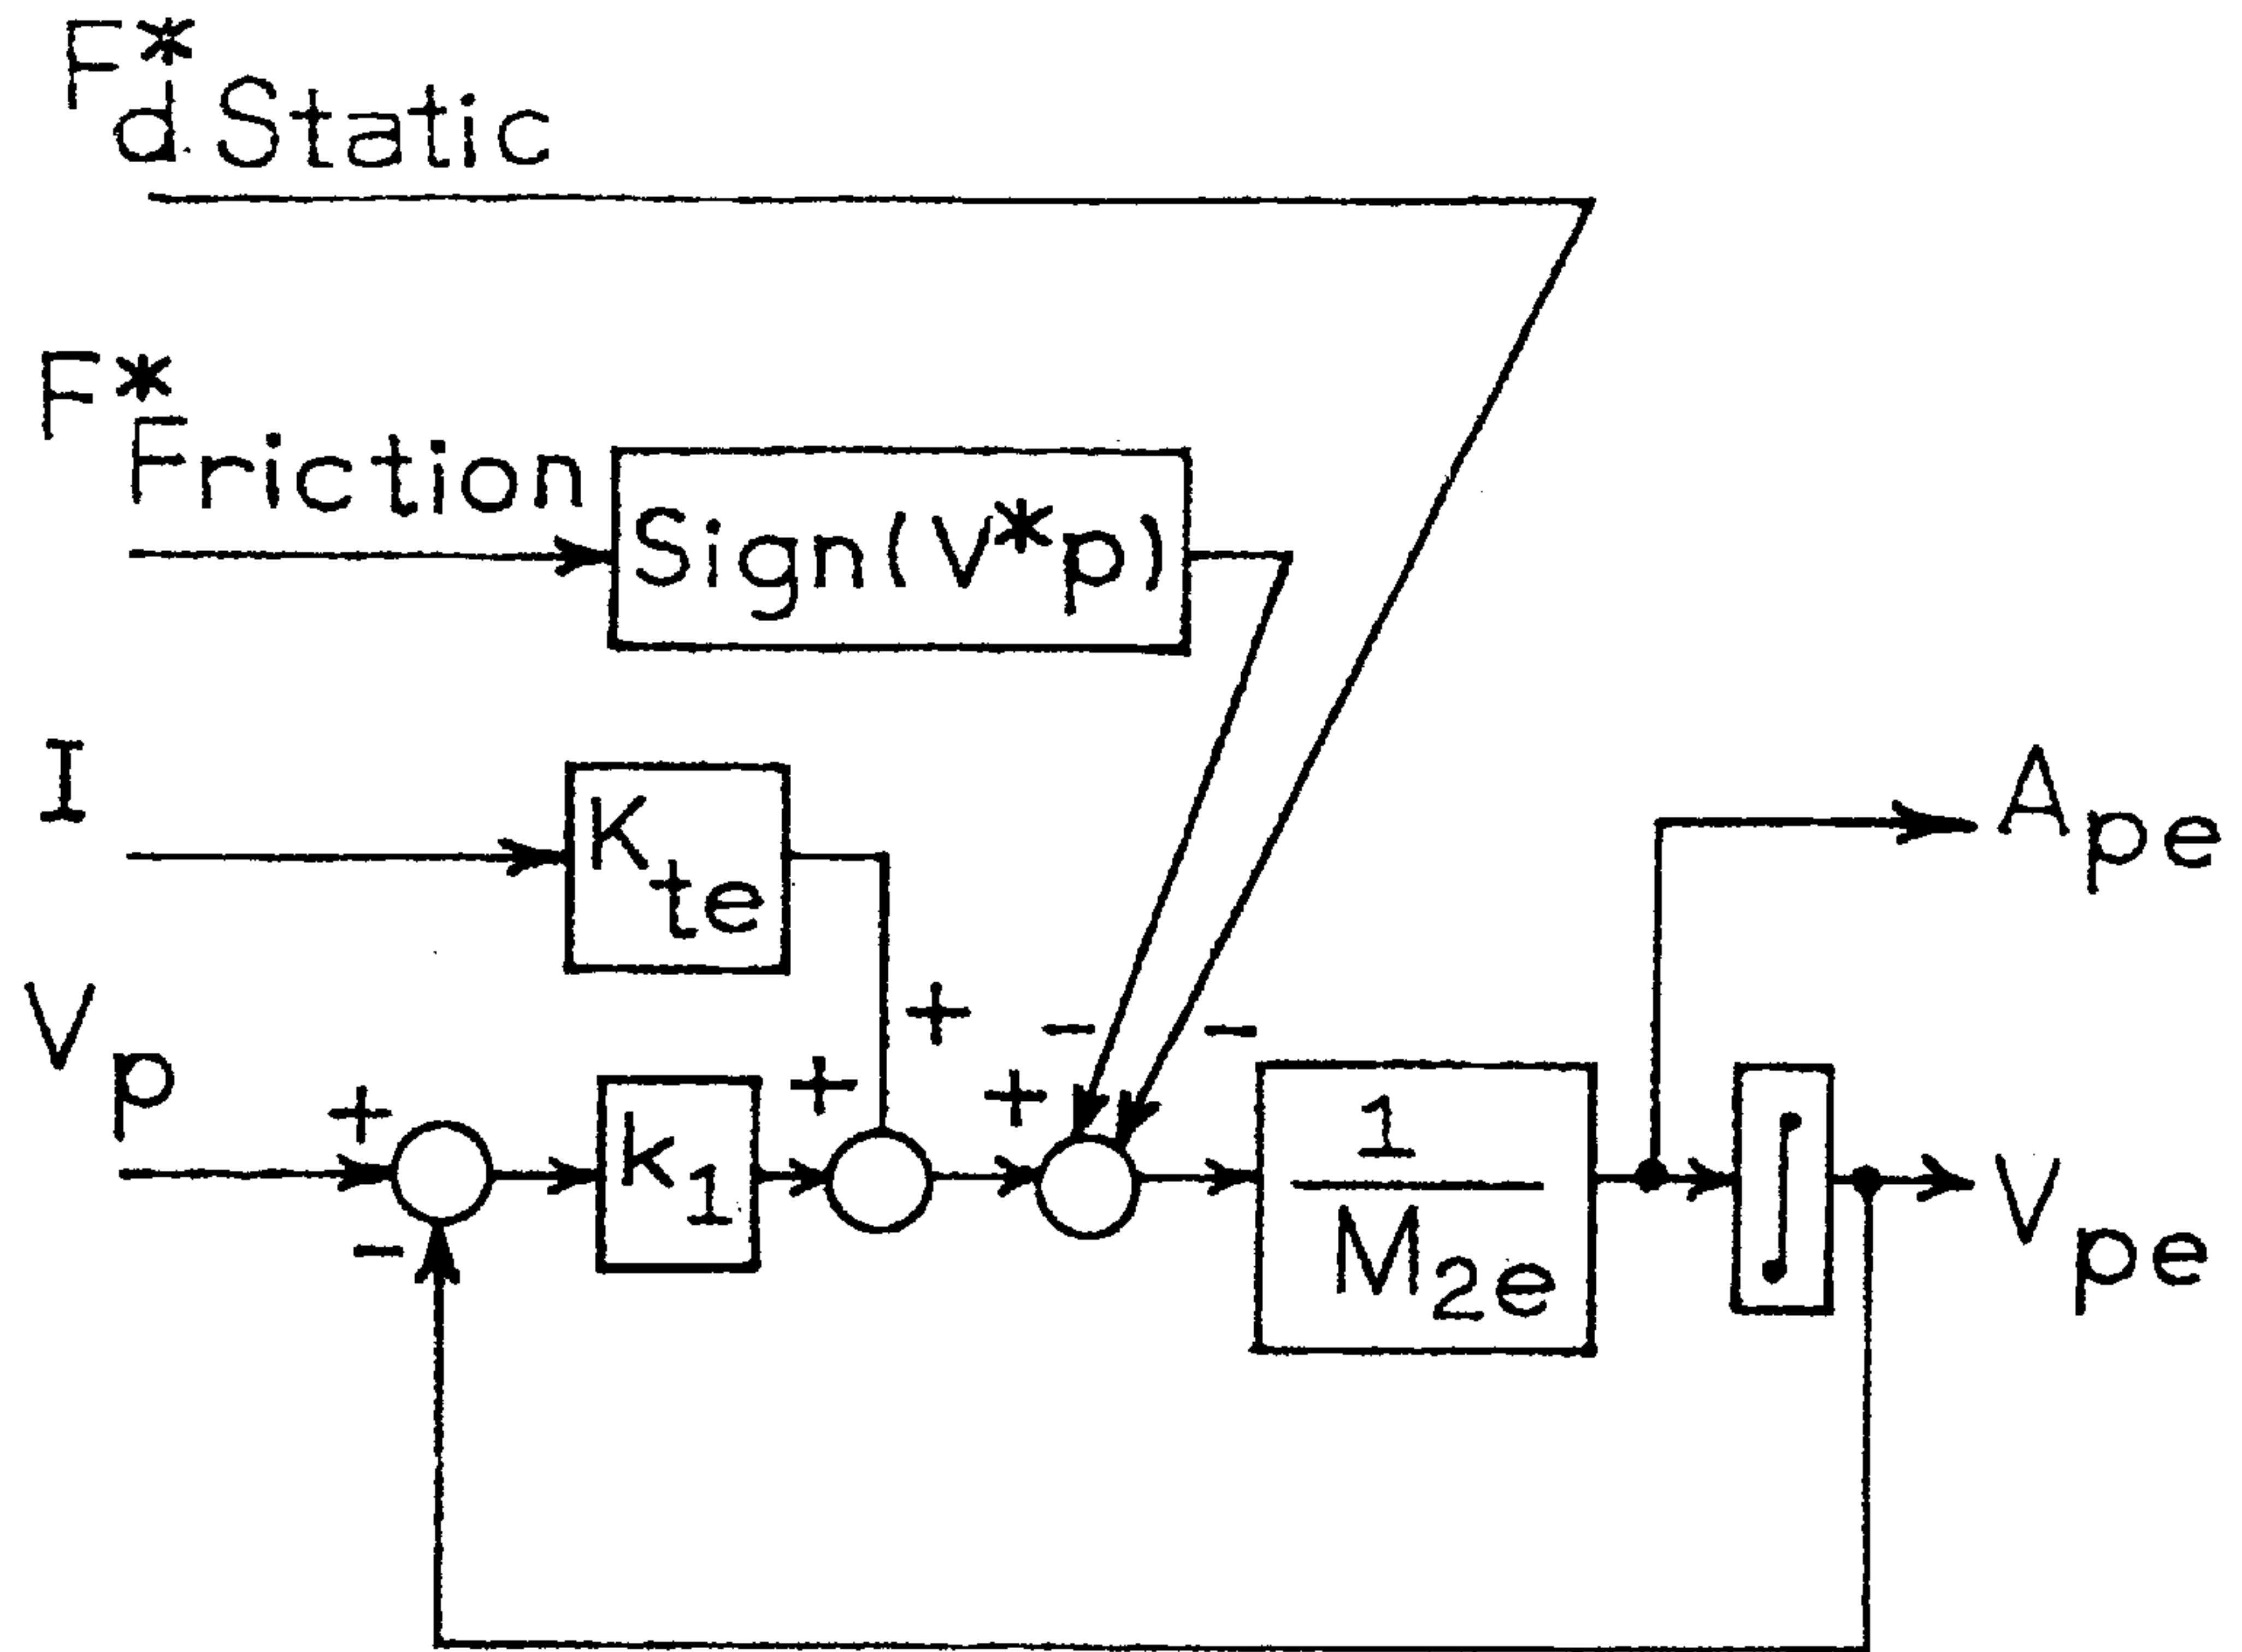 F*d Static
F*Friction
Sign(V*p)
I
Kte
Ape
Vp
+
+
+
+
-
-
-
k1
1
M2e
∫
Vpe